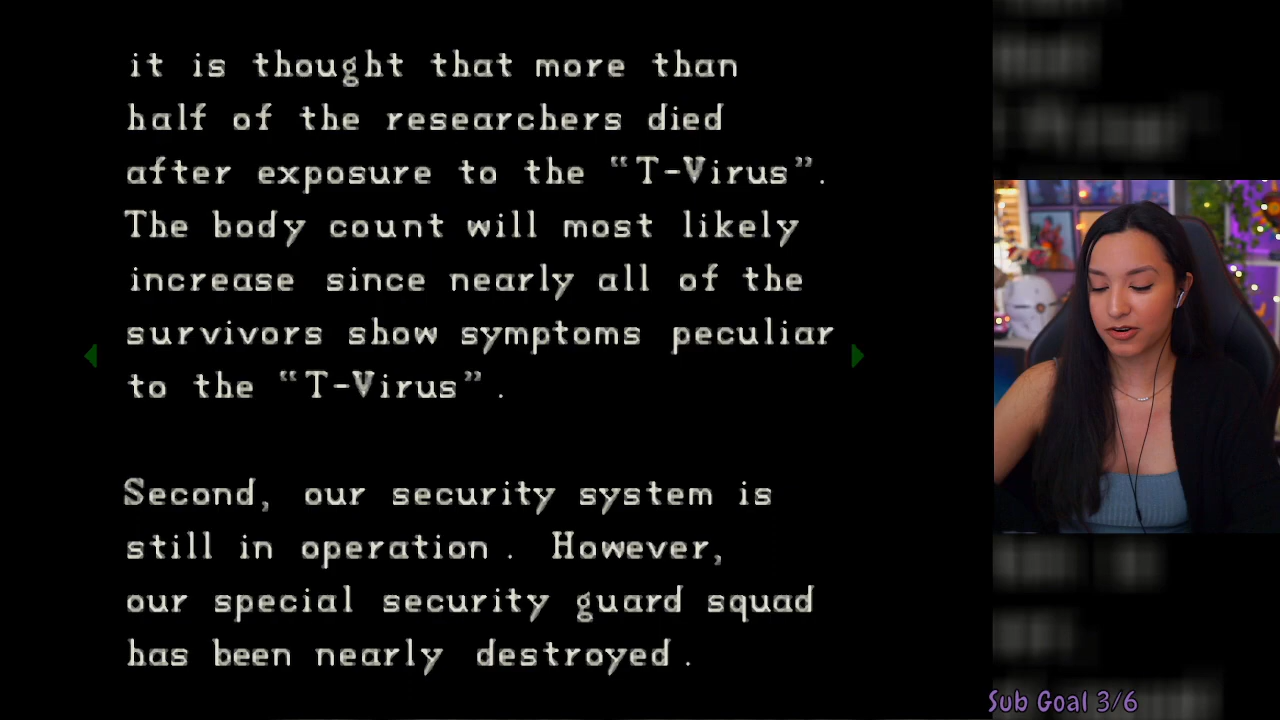 it is thought that more than
half of the researchers died
after exposure to the “T-Virus”.
The body count will most likely
increase since nearly all of the
survivors show symptoms peculiar
to the “T-Virus”.
Second, our security system is
still in operation. However,
our special security guard squad
has been nearly destroyed.
Sub Goal 3/6